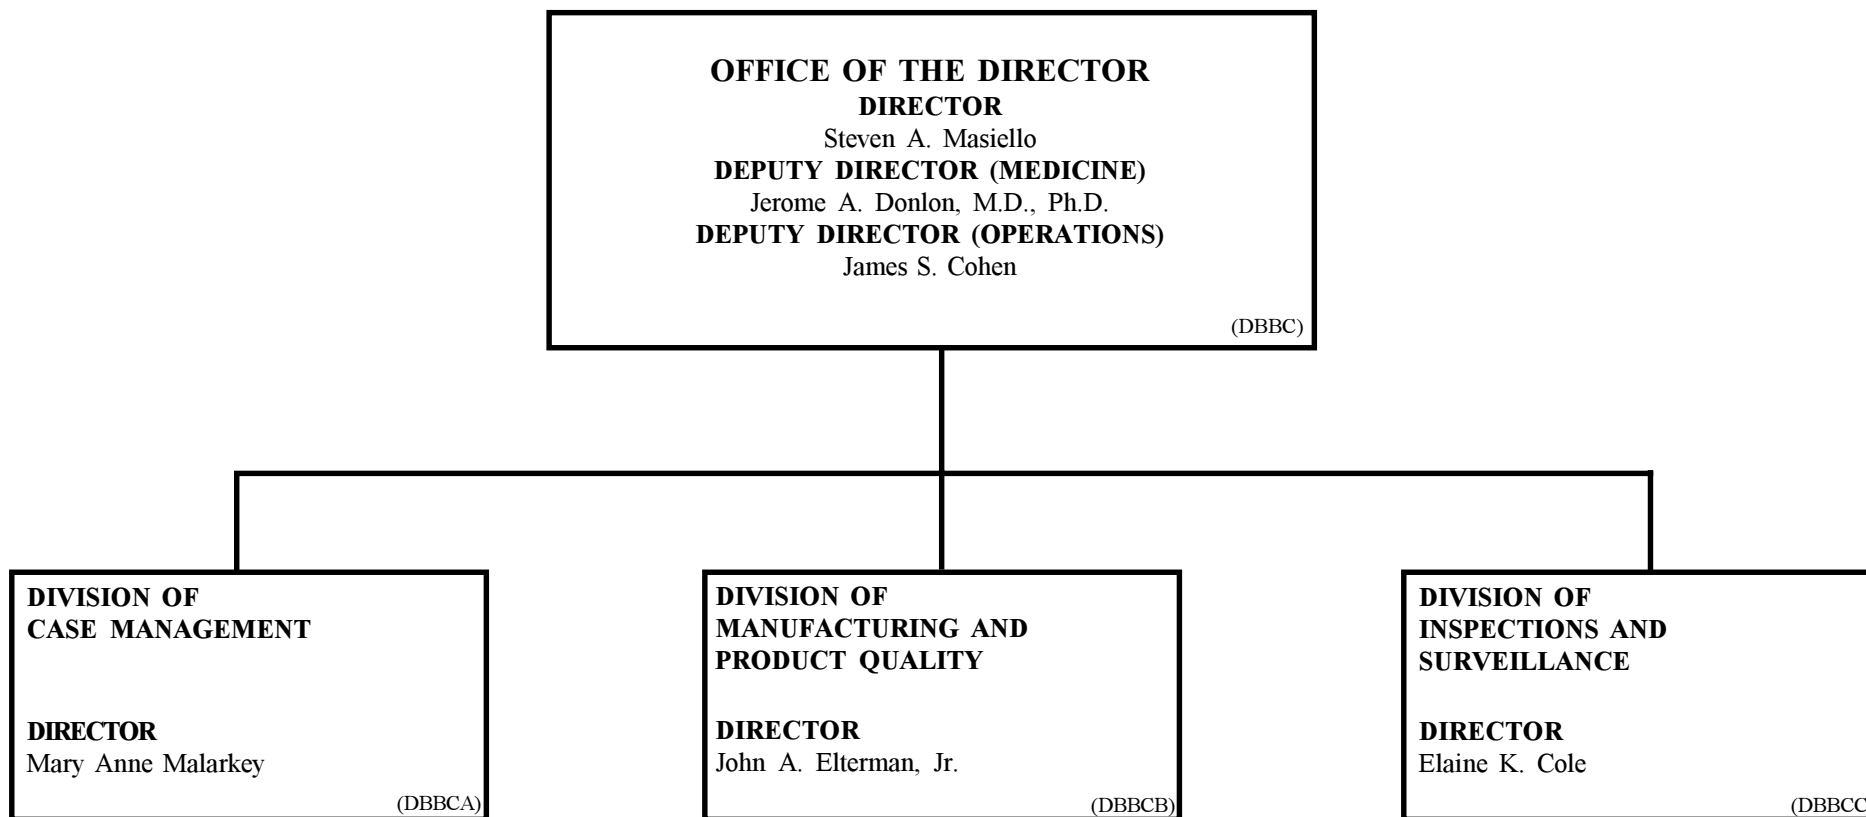 OFFICE OF THE DIRECTOR
DIRECTOR
Steven A. Masiello
DEPUTY DIRECTOR (MEDICINE)
Jerome A. Donlon, M.D., Ph.D.
DEPUTY DIRECTOR (OPERATIONS)
James S. Cohen
(DBBC)
DIVISION OF
CASE MANAGEMENT
DIRECTOR
Mary Anne Malarkey
(DBBCA)
DIVISION OF
MANUFACTURING AND
PRODUCT QUALITY
DIRECTOR
John A. Elterman, Jr.
(DBBCB)
DIVISION OF
INSPECTIONS AND
SURVEILLANCE
DIRECTOR
Elaine K. Cole
(DBBCC